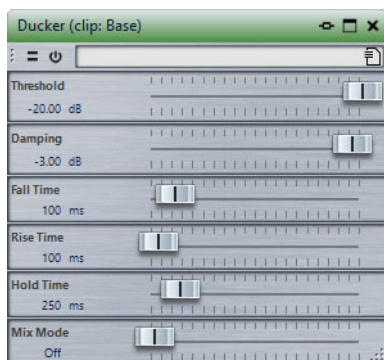 Ducker (clip: Base)
Threshold
-20.00 dB
Damping
-3.00 dB
Fall Time
100 ms
Rise Time
100 ms
Hold Time
250 ms
Mix Mode
Off